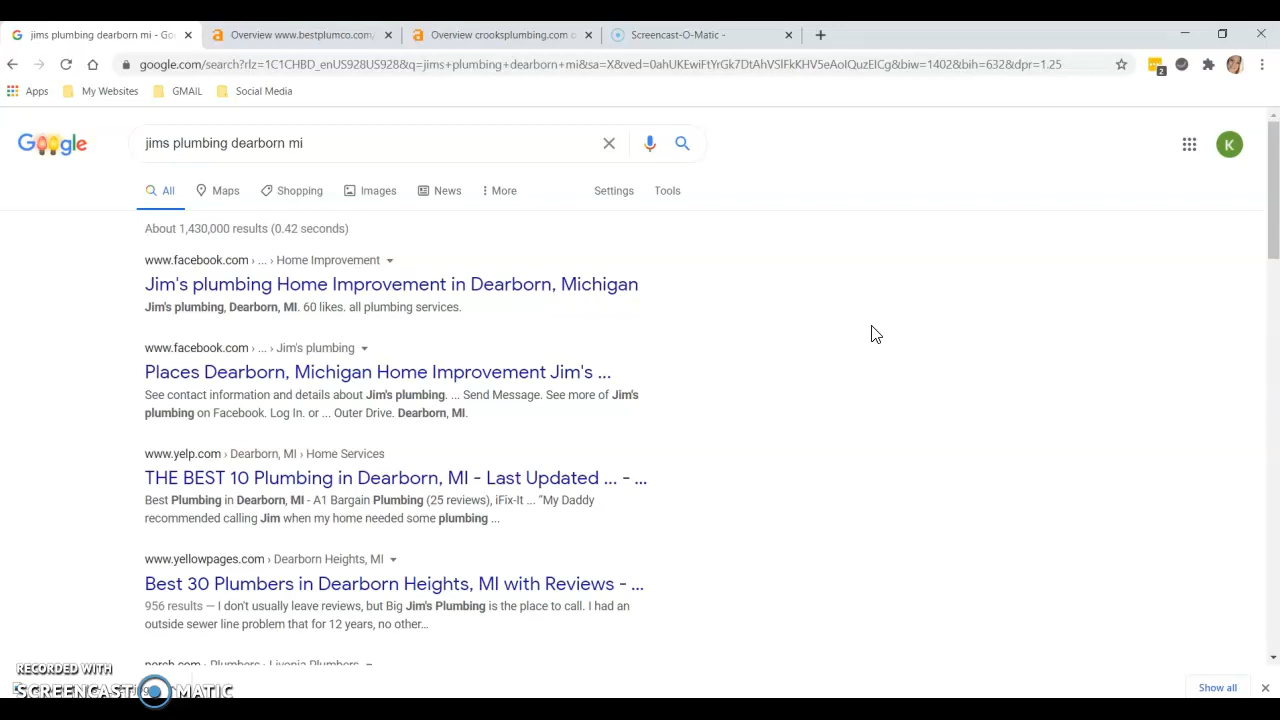 jims plumbing dearborn mi - Go
Overview www.bestplumco.com/
Overview crooksplumbing.com c
Screencast-O-Matic -
google.com/search?rlz=1C1CHBD_enUS928US928&q=jims+plumbing+dearborn+mi&sa=X&ved=0ahUKEwiFtYrGk7DtAhVSlFkKHV5eAoIQuzEICg&biw=1402&bih=632&dpr=1.25
2
Apps My Websites GMAIL Social Media
Google
jims plumbing dearborn mi
K
All Maps Shopping Images News More Settings Tools
About 1,430,000 results (0.42 seconds)
www.facebook.com › ... › Home Improvement
Jim's plumbing Home Improvement in Dearborn, Michigan
Jim's plumbing, Dearborn, MI. 60 likes. all plumbing services.
www.facebook.com › ... › Jim's plumbing
Places Dearborn, Michigan Home Improvement Jim's ...
See contact information and details about Jim's plumbing. ... Send Message. See more of Jim's
plumbing on Facebook. Log In. or ... Outer Drive. Dearborn, MI.
www.yelp.com › Dearborn, MI › Home Services
THE BEST 10 Plumbing in Dearborn, MI - Last Updated ... - ...
Best Plumbing in Dearborn, MI - A1 Bargain Plumbing (25 reviews), iFix-It ... “My Daddy
recommended calling Jim when my home needed some plumbing ...
www.yellowpages.com › Dearborn Heights, MI
Best 30 Plumbers in Dearborn Heights, MI with Reviews - ...
956 results — I don't usually leave reviews, but Big Jim's Plumbing is the place to call. I had an
outside sewer line problem that for 12 years, no other...
porch.com › Plumbers › Livonia Plumbers
RECORDED WITH
SCREENCAST-O-MATIC
Show all